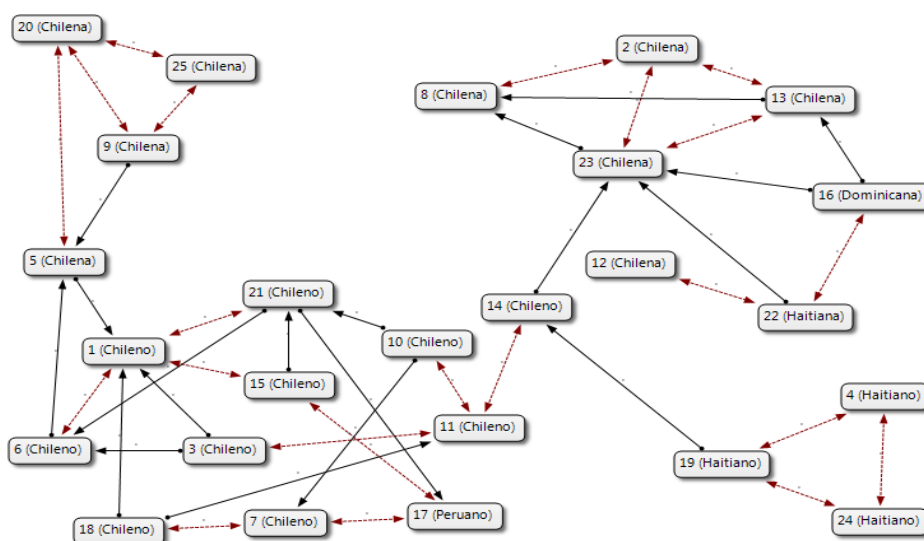 20 (Chilena)
25 (Chilena)
9 (Chilena)
5 (Chilena)
2 (Chilena)
8 (Chilena)
13 (Chilena)
23 (Chilena)
16 (Dominicana)
12 (Chilena)
22 (Haitiana)
21 (Chileno)
14 (Chileno)
1 (Chileno)
10 (Chileno)
15 (Chileno)
4 (Haitiano)
11 (Chileno)
6 (Chileno)
3 (Chileno)
19 (Haitiano)
18 (Chileno)
7 (Chileno)
17 (Peruano)
24 (Haitiano)